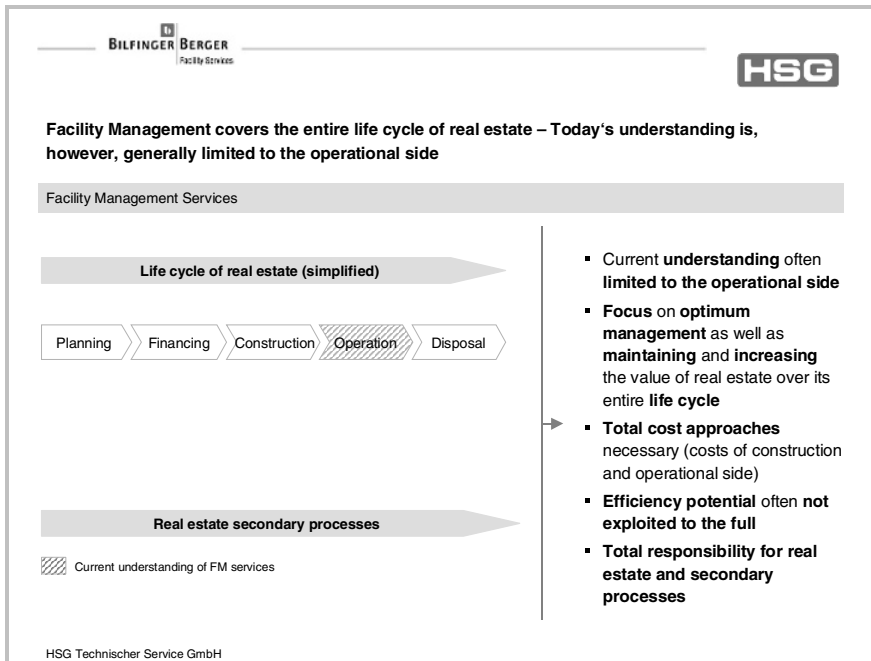 BILFINGER BERGER
Facility Services
HSG
Facility Management covers the entire life cycle of real estate – Today‘s understanding is,
however, generally limited to the operational side
Facility Management Services
Life cycle of real estate (simplified)
Planning
Financing
Construction
Operation
Disposal
Real estate secondary processes
Current understanding of FM services
▪ Current understanding often
limited to the operational side
▪ Focus on optimum
management as well as
maintaining and increasing
the value of real estate over its
entire life cycle
▪ Total cost approaches
necessary (costs of construction
and operational side)
▪ Efficiency potential often not
exploited to the full
▪ Total responsibility for real
estate and secondary
processes
HSG Technischer Service GmbH